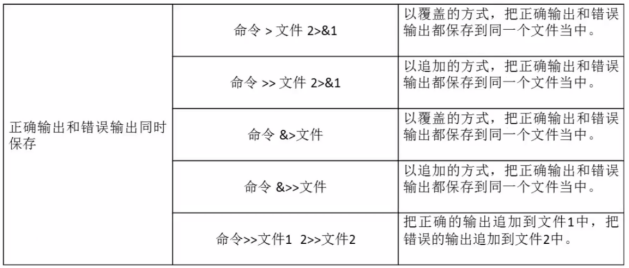 正确输出和错误输出同时
保存
命令 > 文件 2>&1
以覆盖的方式，把正确输出和错误
输出都保存到同一个文件当中。
命令 >> 文件 2>&1
以追加的方式，把正确输出和错误
输出都保存到同一个文件当中。
命令 &>文件
以覆盖的方式，把正确输出和错误
输出都保存到同一个文件当中。
命令 &>>文件
以追加的方式，把正确输出和错误
输出都保存到同一个文件当中。
命令>>文件1 2>>文件2
把正确的输出追加到文件1中，把
错误的输出追加到文件2中。